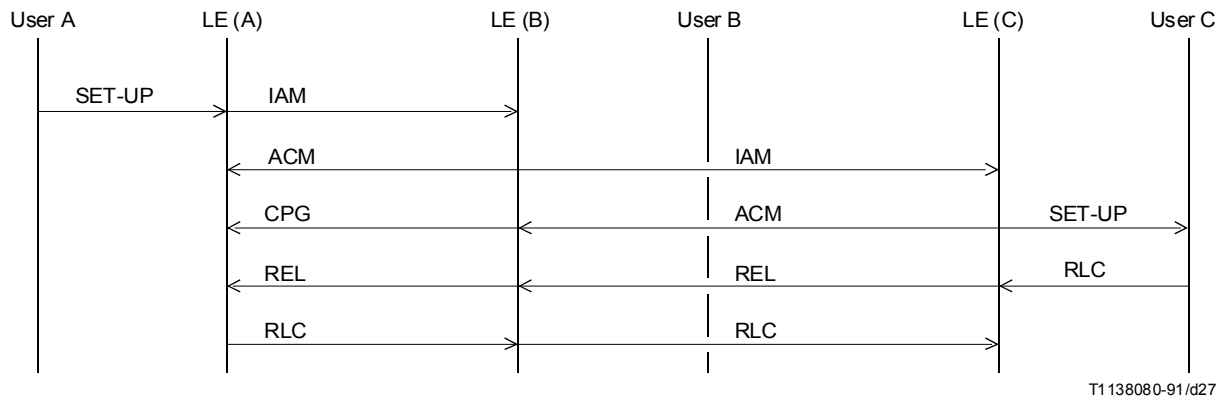 User A LE (A) LE (B) User B LE (C) User C
SET-UP IAM
ACM IAM
CPG ACM SET-UP
REL REL RLC
RLC RLC
T1138080-91/d27